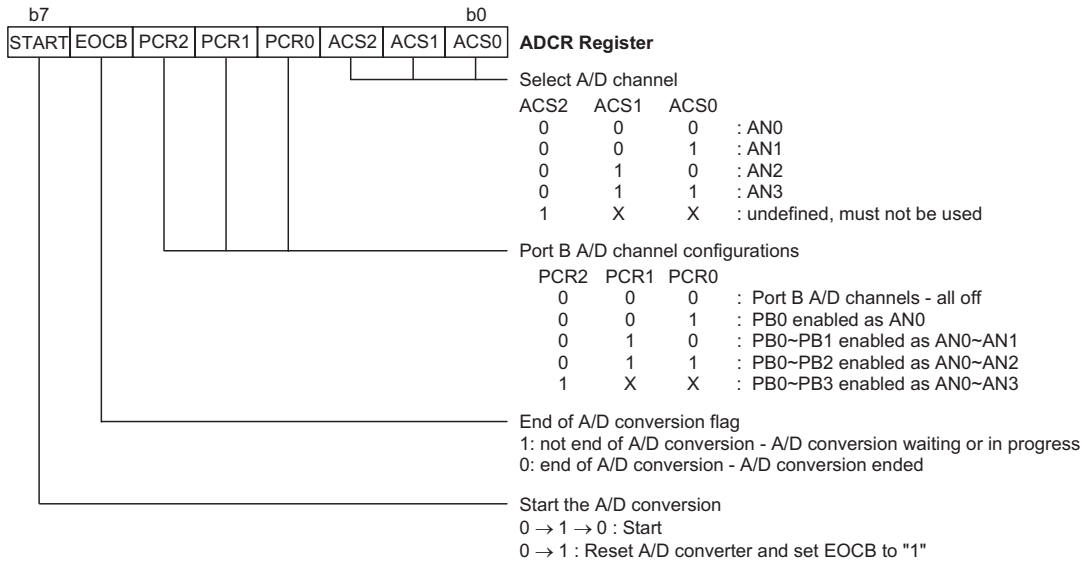 b7 b0
START EOCB PCR2 PCR1 PCR0 ACS2 ACS1 ACS0 ADCR Register
Select A/D channel
ACS2 ACS1 ACS0
0 0 0 : AN0
0 0 1 : AN1
0 1 0 : AN2
0 1 1 : AN3
1 X X : undefined, must not be used
Port B A/D channel configurations
PCR2 PCR1 PCR0
0 0 0 : Port B A/D channels - all off
0 0 1 : PB0 enabled as AN0
0 1 0 : PB0~PB1 enabled as AN0~AN1
0 1 1 : PB0~PB2 enabled as AN0~AN2
1 X X : PB0~PB3 enabled as AN0~AN3
End of A/D conversion flag
1: not end of A/D conversion - A/D conversion waiting or in progress
0: end of A/D conversion - A/D conversion ended
Start the A/D conversion
0 → 1 → 0 : Start
0 → 1 : Reset A/D converter and set EOCB to "1"